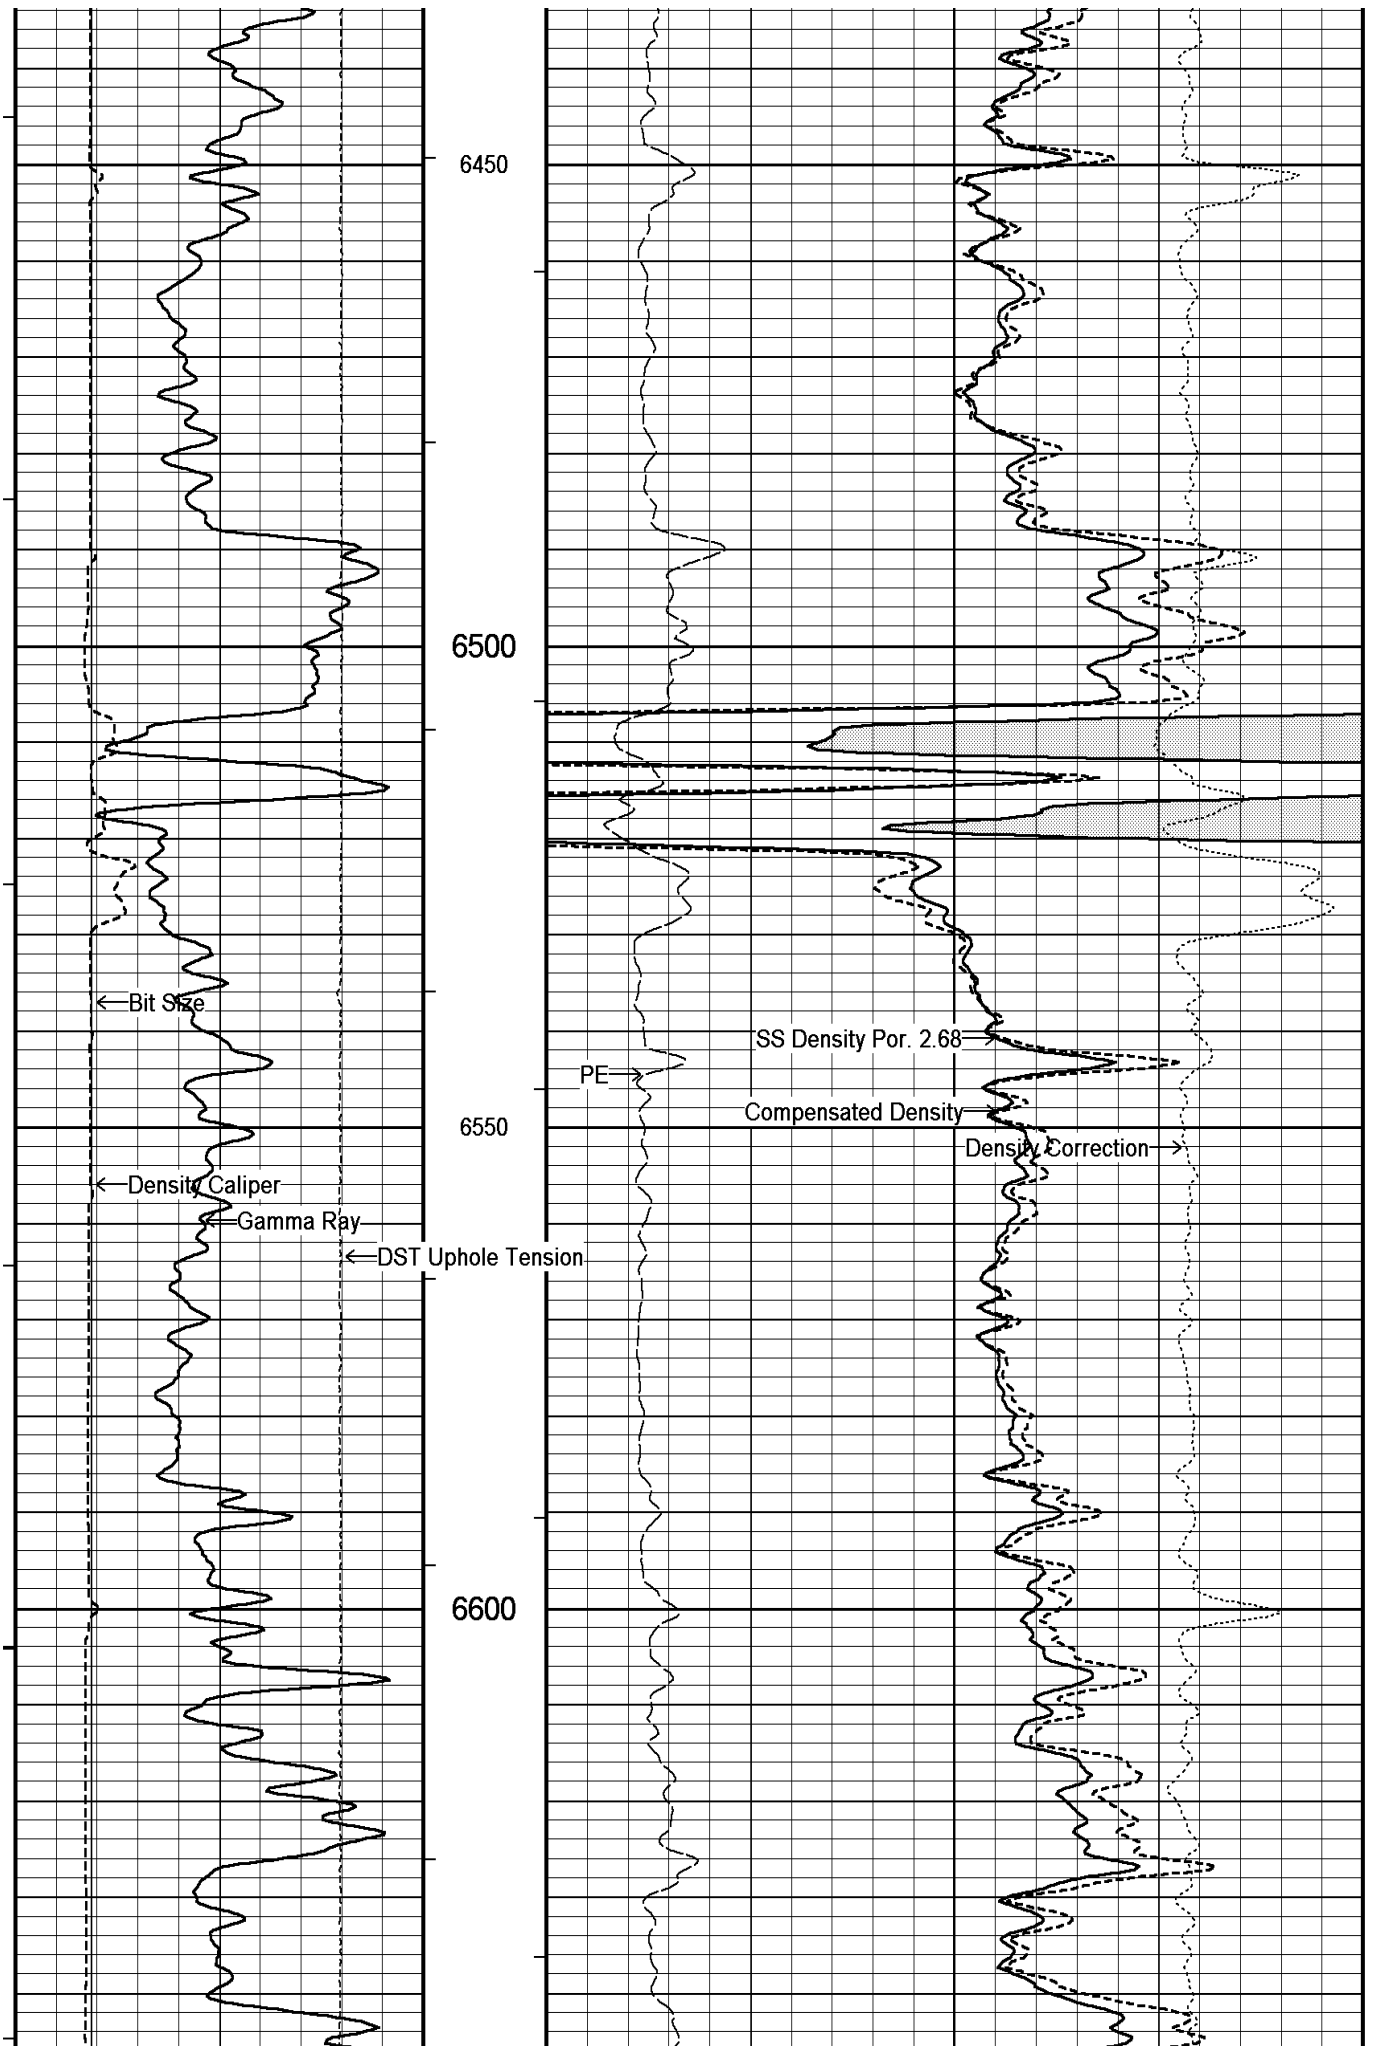 6450
6500
Bit Size
SS Density Por. 2.68
PE
Compensated Density
6550
Density Correction
Density Caliper
Gamma Ray
DST Uphole Tension
6600